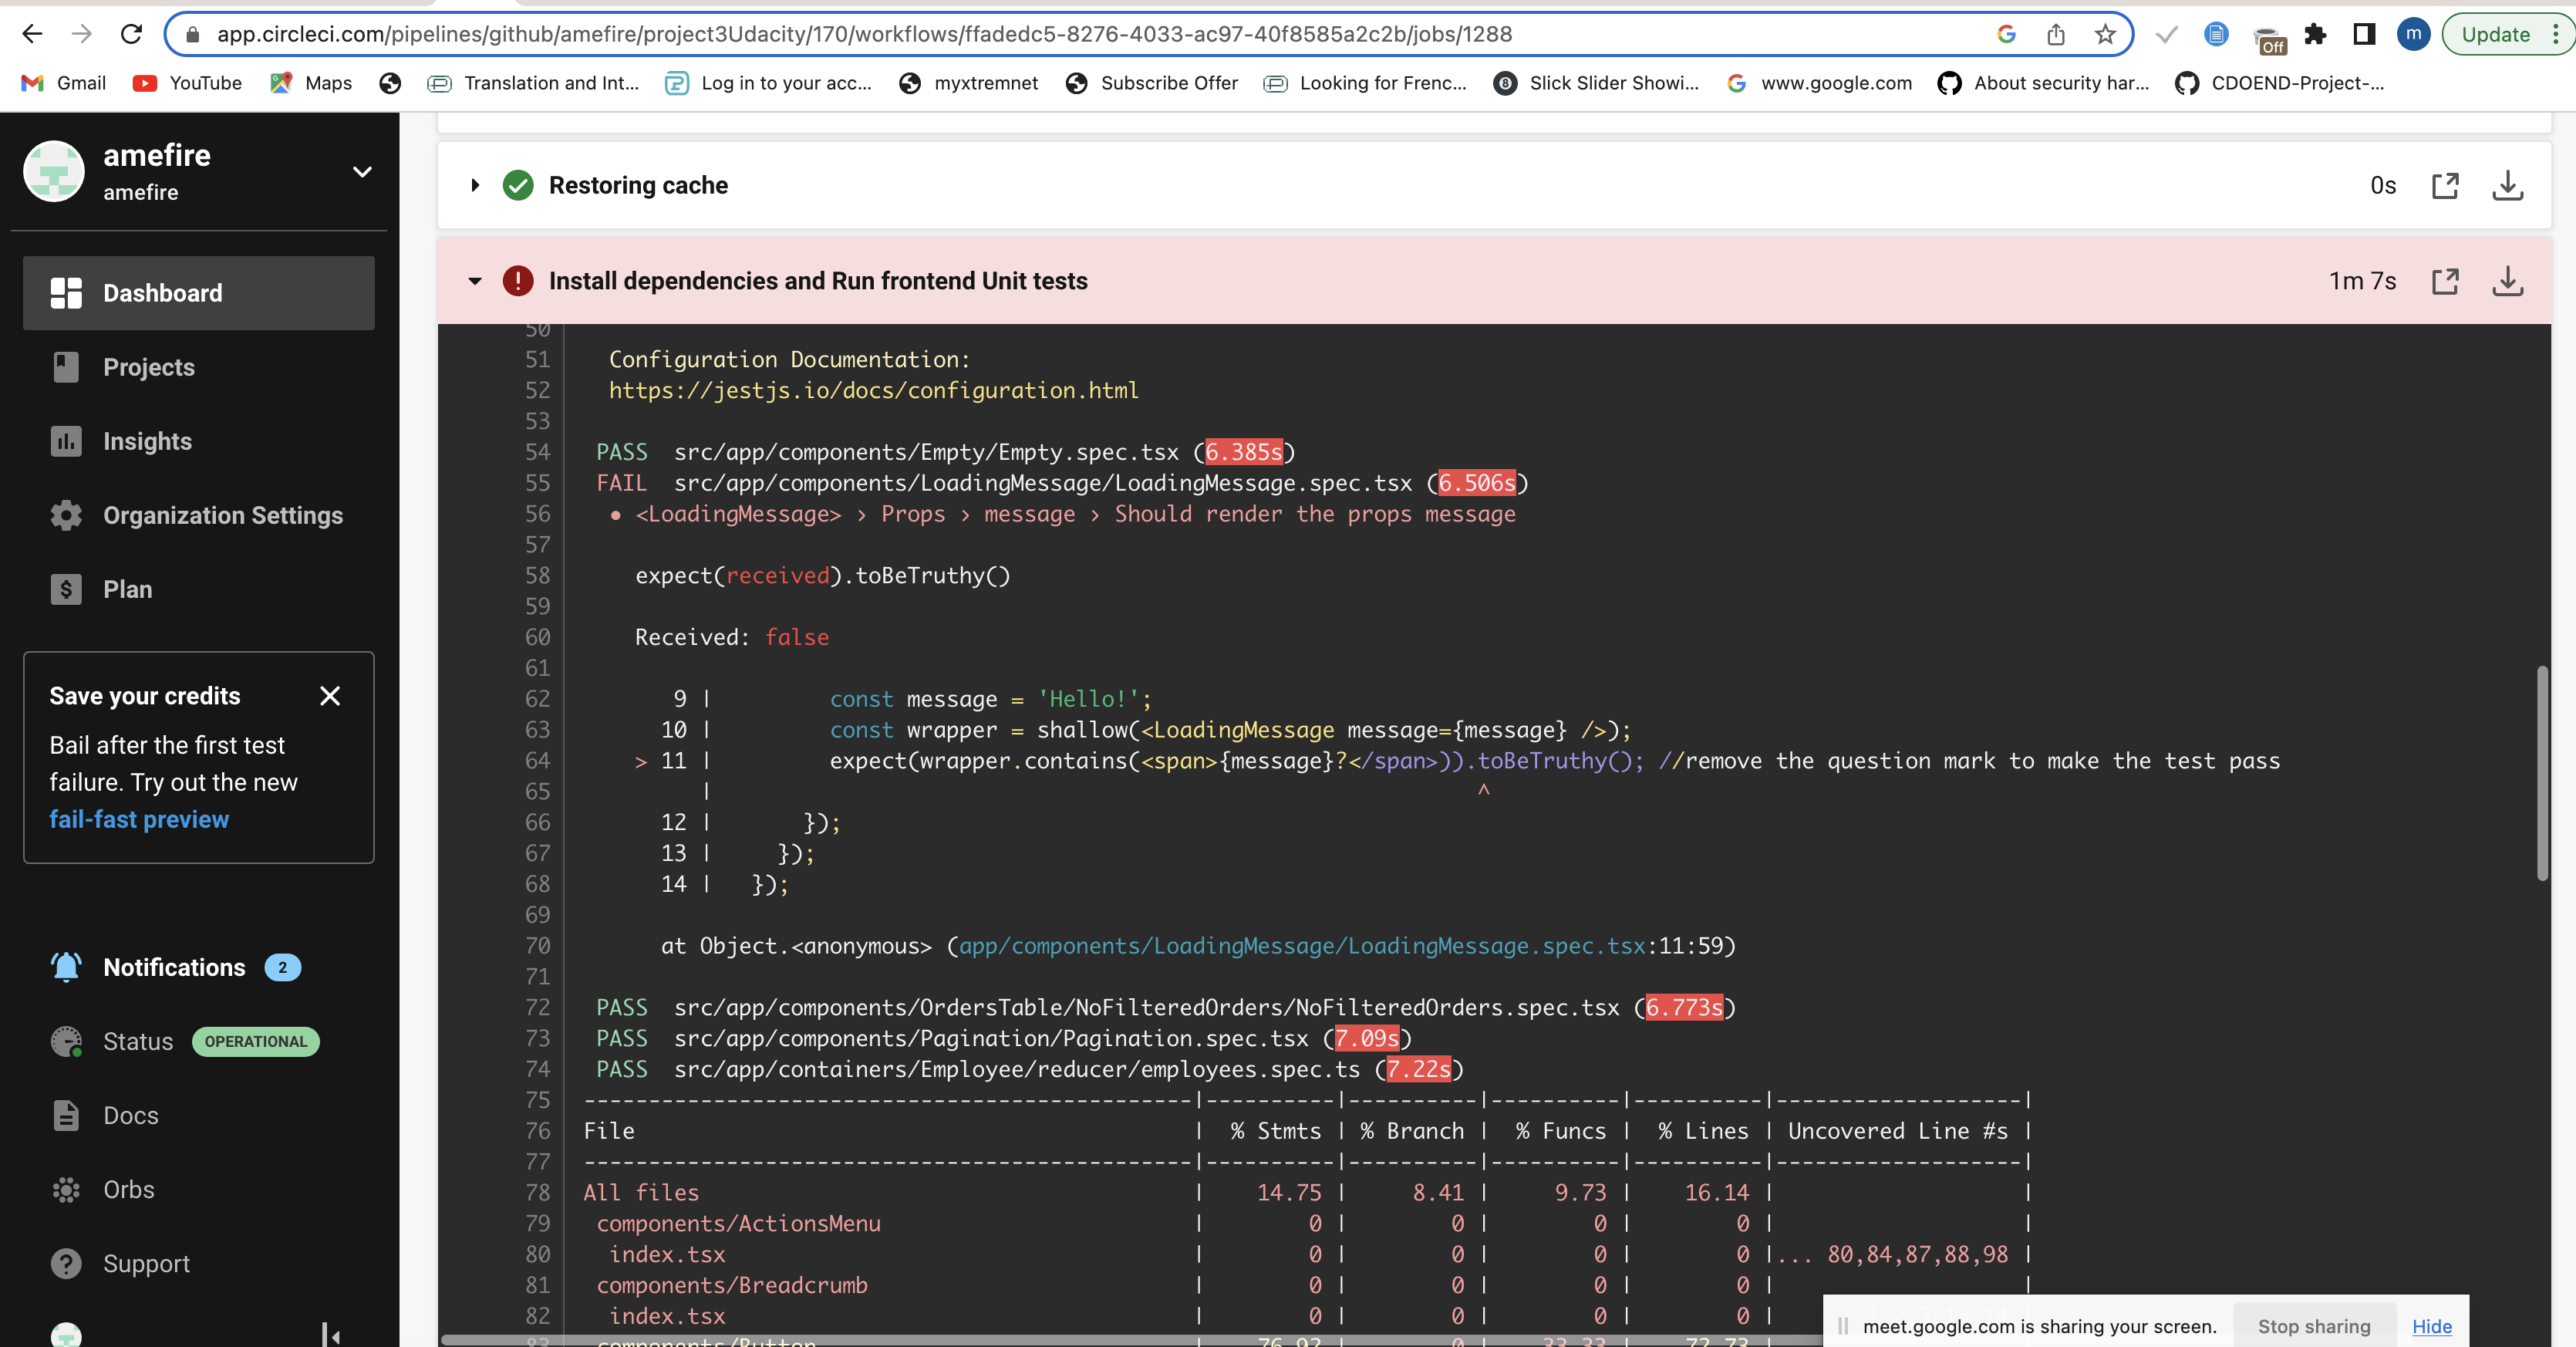 app.circleci.com/pipelines/github/amefire/project3Udacity/170/workflows/ffadedc5-8276-4033-ac97-40f8585a2c2b/jobs/1288
Off
m
Update
Gmail
YouTube
Maps
Translation and Int...
Log in to your acc...
myxtremnet
Subscribe Offer
Looking for Frenc...
Slick Slider Showi...
www.google.com
About security har...
CDOEND-Project-...
amefire
amefire
Dashboard
Projects
Insights
Organization Settings
Plan
Save your credits
Bail after the first test
failure. Try out the new
fail-fast preview
Notifications 2
Status OPERATIONAL
Docs
Orbs
Support
Restoring cache 0s
Install dependencies and Run frontend Unit tests 1m 7s
50
51 Configuration Documentation:
52 https://jestjs.io/docs/configuration.html
53
54 PASS src/app/components/Empty/Empty.spec.tsx (6.385s)
55 FAIL src/app/components/LoadingMessage/LoadingMessage.spec.tsx (6.506s)
56 ● <LoadingMessage> › Props › message › Should render the props message
57
58 expect(received).toBeTruthy()
59
60 Received: false
61
62 9 | const message = 'Hello!';
63 10 | const wrapper = shallow(<LoadingMessage message={message} />);
64 > 11 | expect(wrapper.contains(<span>{message}?</span>)).toBeTruthy(); //remove the question mark to make the test pass
65 | ^
66 12 | });
67 13 | });
68 14 | });
69
70 at Object.<anonymous> (app/components/LoadingMessage/LoadingMessage.spec.tsx:11:59)
71
72 PASS src/app/components/OrdersTable/NoFilteredOrders/NoFilteredOrders.spec.tsx (6.773s)
73 PASS src/app/components/Pagination/Pagination.spec.tsx (7.09s)
74 PASS src/app/containers/Employee/reducer/employees.spec.ts (7.22s)
75 -----------------------------------------------|----------|----------|----------|----------|-------------------|
76 File | % Stmts | % Branch | % Funcs | % Lines | Uncovered Line #s |
77 -----------------------------------------------|----------|----------|----------|----------|-------------------|
78 All files | 14.75 | 8.41 | 9.73 | 16.14 | |
79 components/ActionsMenu | 0 | 0 | 0 | 0 | |
80 index.tsx | 0 | 0 | 0 | 0 |... 80,84,87,88,98 |
81 components/Breadcrumb | 0 | 0 | 0 | 0 | |
82 index.tsx | 0 | 0 | 0 | 0 |
83 components/Button | 76.92 | 0 | 33.33 | 72.73 |
meet.google.com is sharing your screen. Stop sharing Hide